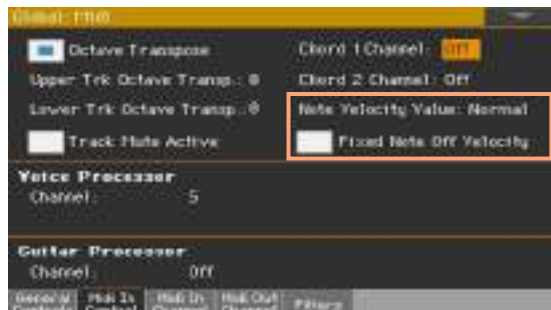 Global: Midi
Octave Transpose
Chord 1 Channel: Off
Upper Trk Octave Transp.: 0
Chord 2 Channel: Off
Lower Trk Octave Transp.: 0
Note Velocity Value: Normal
Track Mute Active
Fixed Note Off Velocity
Voice Processor
Channel: 5
Guitar Processor
Channel: Off
General Controls
Midi In Control
Midi In Channel
Midi Out Channel
Filters